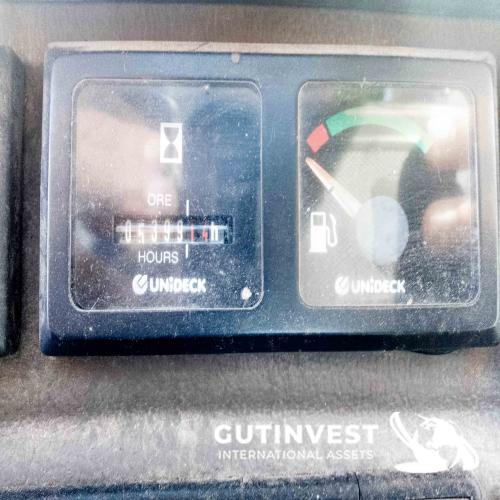 ORE
HOURS
UNIDECK
UNIDECK
GUTINVEST
INTERNATIONAL ASSETS